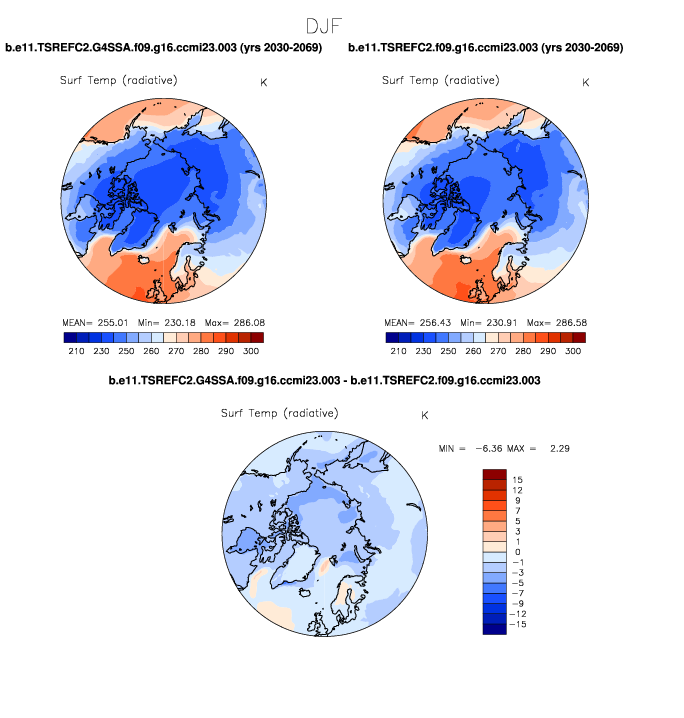 DJF
b.e11.TSREFC2.G4SSA.f09.g16.ccmi23.003 (yrs 2030-2069) b.e11.TSREFC2.f09.g16.ccmi23.003 (yrs 2030-2069)
Surf Temp (radiative) K Surf Temp (radiative) K
MEAN= 255.01 Min= 230.18 Max= 286.08 MEAN= 256.43 Min= 230.91 Max= 286.58
210 230 250 260 270 280 290 300 210 230 250 260 270 280 290 300
b.e11.TSREFC2.G4SSA.f09.g16.ccmi23.003 - b.e11.TSREFC2.f09.g16.ccmi23.003
Surf Temp (radiative) K
MIN = -6.36 MAX = 2.29
15
12
9
7
5
3
1
0
-1
-3
-5
-7
-9
-12
-15